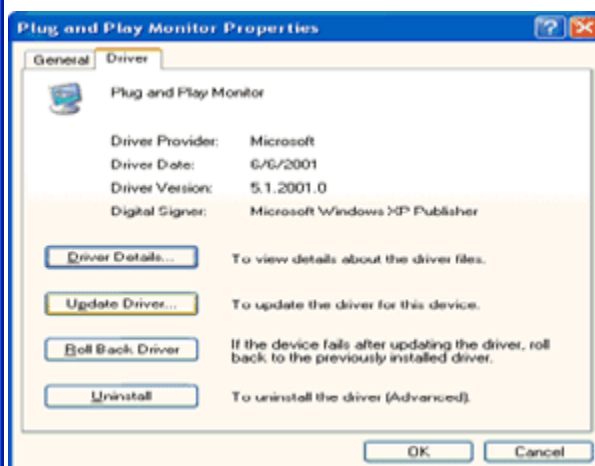 Plug and Play Monitor Properties
General Driver
Plug and Play Monitor
Driver Provider: Microsoft
Driver Date: 6/6/2001
Driver Version: 5.1.2001.0
Digital Signer: Microsoft Windows XP Publisher
Driver Details... To view details about the driver files.
Update Driver... To update the driver for this device.
Roll Back Driver If the device fails after updating the driver, roll
back to the previously installed driver.
Uninstall To uninstall the driver (Advanced).
OK Cancel